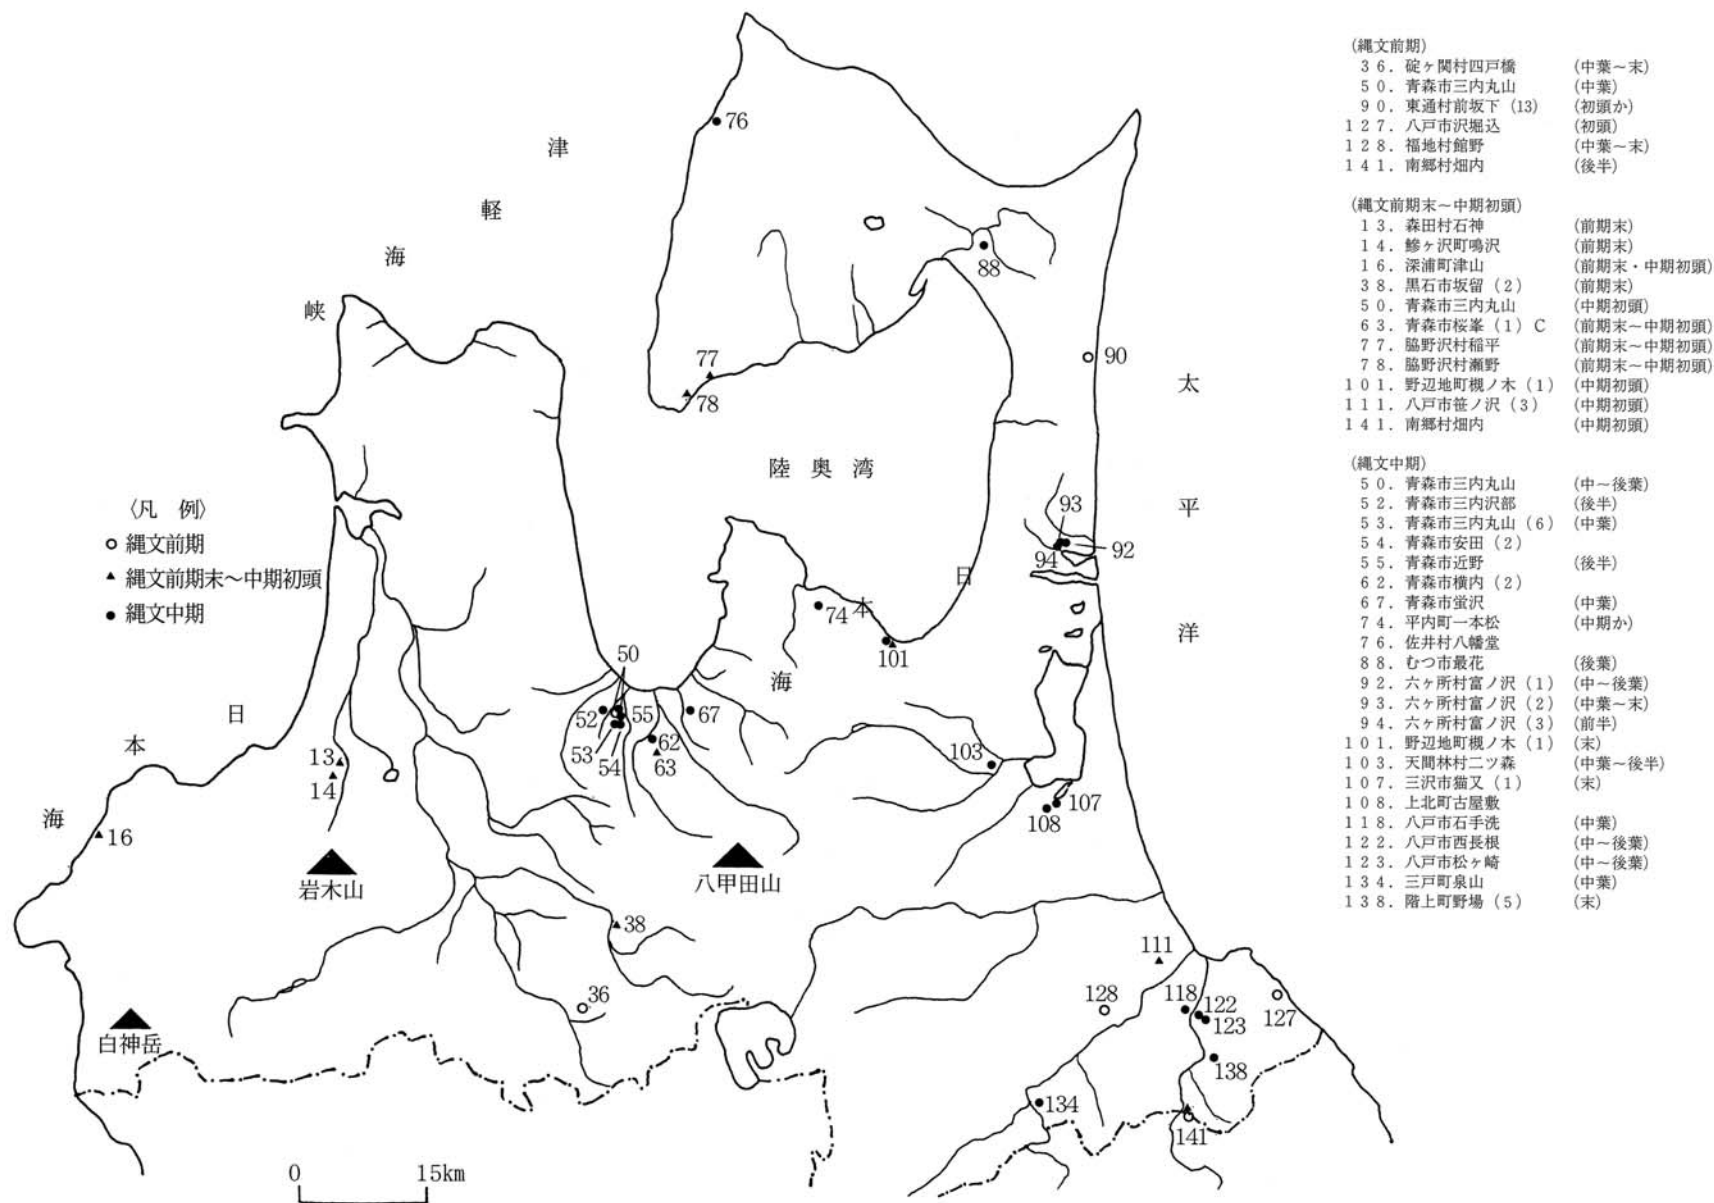 津
軽
海
峡
76
88
90
77
78
陸奥湾
太
平
洋
〈凡 例〉
○ 縄文前期
▲ 縄文前期末～中期初頭
● 縄文中期
93
94
92
日
本
海
74
101
50
52
55
53
54
62
63
67
103
107
108
日
本
海
13
14
16
岩木山
八甲田山
白神岳
38
36
111
128
118
122
123
127
138
134
141
0 15km
(縄文前期)
36. 碇ヶ関村四戸橋 (中葉～末)
50. 青森市三内丸山 (中葉)
90. 東通村前坂下 (13) (初頭か)
127. 八戸市沢堀込 (初頭)
128. 福地村館野 (中葉～末)
141. 南郷村畑内 (後半)
(縄文前期末～中期初頭)
13. 森田村石神 (前期末)
14. 鰺ヶ沢町鳴沢 (前期末)
16. 深浦町津山 (前期末・中期初頭)
38. 黒石市坂留 (2) (前期末)
50. 青森市三内丸山 (中期初頭)
63. 青森市桜峯 (1) C (前期末～中期初頭)
77. 脇野沢村稲平 (前期末～中期初頭)
78. 脇野沢村瀬野 (前期末～中期初頭)
101. 野辺地町槻ノ木 (1) (中期初頭)
111. 八戸市笹ノ沢 (3) (中期初頭)
141. 南郷村畑内 (中期初頭)
(縄文中期)
50. 青森市三内丸山 (中～後葉)
52. 青森市三内沢部 (後半)
53. 青森市三内丸山 (6) (中葉)
54. 青森市安田 (2)
55. 青森市近野 (後半)
62. 青森市横内 (2)
67. 青森市蛍沢 (中葉)
74. 平内町一本松 (中期か)
76. 佐井村八幡堂
88. むつ市最花 (後葉)
92. 六ヶ所村富ノ沢 (1) (中～後葉)
93. 六ヶ所村富ノ沢 (2) (中葉～末)
94. 六ヶ所村富ノ沢 (3) (前半)
101. 野辺地町槻ノ木 (1) (末)
103. 天間林村二ツ森 (中葉～後半)
107. 三沢市猫又 (1) (末)
108. 上北町古屋敷
118. 八戸市石手洗 (中葉)
122. 八戸市西長根 (中～後葉)
123. 八戸市松ヶ崎 (中～後葉)
134. 三戸町泉山 (中葉)
138. 階上町野場 (5) (末)